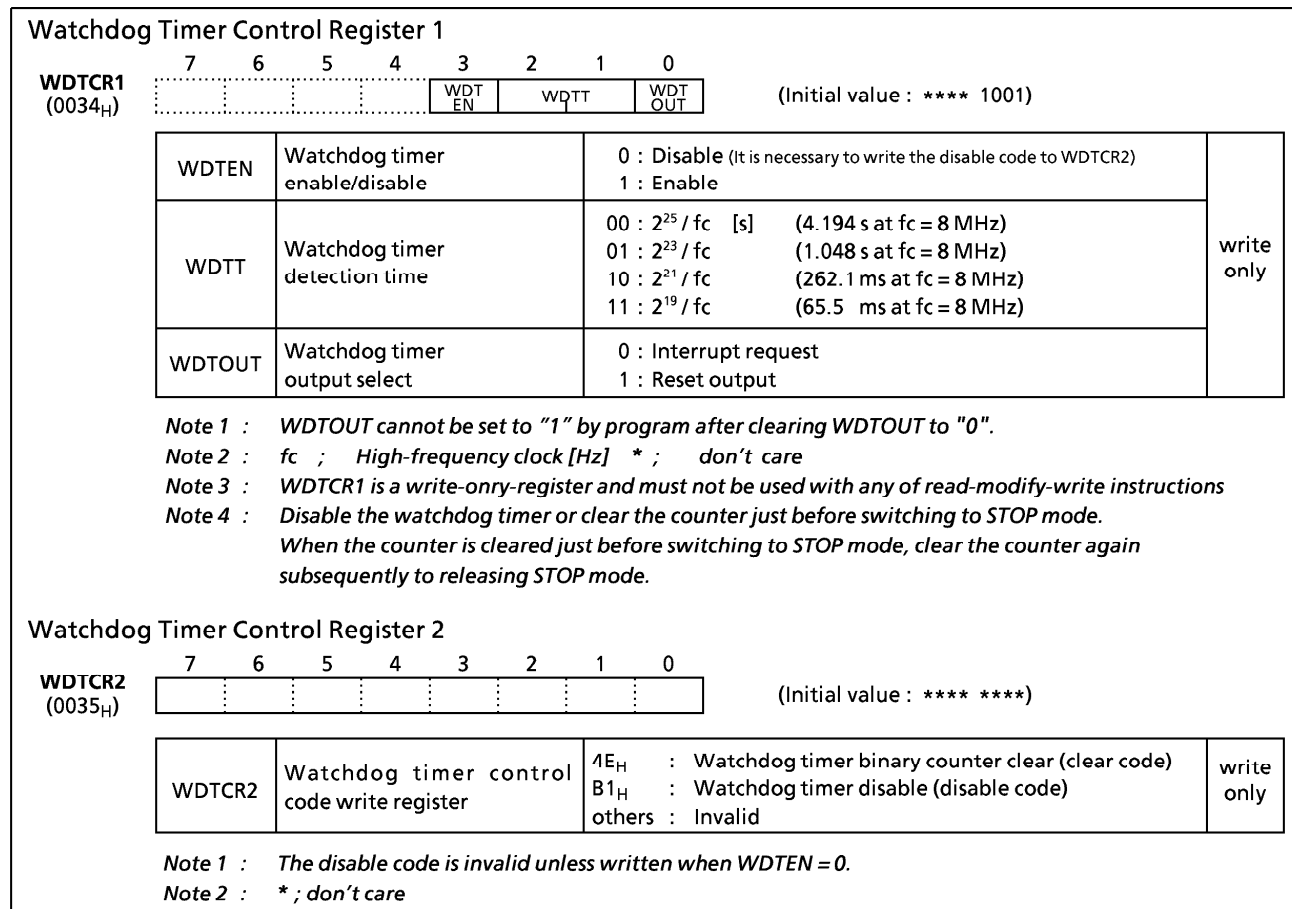 Watchdog Timer Control Register 1
7 6 5 4 3 2 1 0
WDTCR1 (0034H) WDT EN WDTT WDT OUT (Initial value : **** 1001)
WDTEN Watchdog timer enable/disable
0 : Disable (It is necessary to write the disable code to WDTCR2)
1 : Enable
WDTT Watchdog timer detection time
00 : 2²⁵ / fc [s] (4.194 s at fc = 8 MHz)
01 : 2²³ / fc (1.048 s at fc = 8 MHz)
10 : 2²¹ / fc (262.1 ms at fc = 8 MHz)
11 : 2¹⁹ / fc (65.5 ms at fc = 8 MHz)
write only
WDTOUT Watchdog timer output select
0 : Interrupt request
1 : Reset output
Note 1 : WDTOUT cannot be set to "1" by program after clearing WDTOUT to "0".
Note 2 : fc ; High-frequency clock [Hz] * ; don't care
Note 3 : WDTCR1 is a write-onry-register and must not be used with any of read-modify-write instructions
Note 4 : Disable the watchdog timer or clear the counter just before switching to STOP mode.
When the counter is cleared just before switching to STOP mode, clear the counter again
subsequently to releasing STOP mode.
Watchdog Timer Control Register 2
7 6 5 4 3 2 1 0
WDTCR2 (0035H) (Initial value : **** ****)
WDTCR2 Watchdog timer control code write register
4EH : Watchdog timer binary counter clear (clear code)
B1H : Watchdog timer disable (disable code)
others : Invalid
write only
Note 1 : The disable code is invalid unless written when WDTEN = 0.
Note 2 : * ; don't care